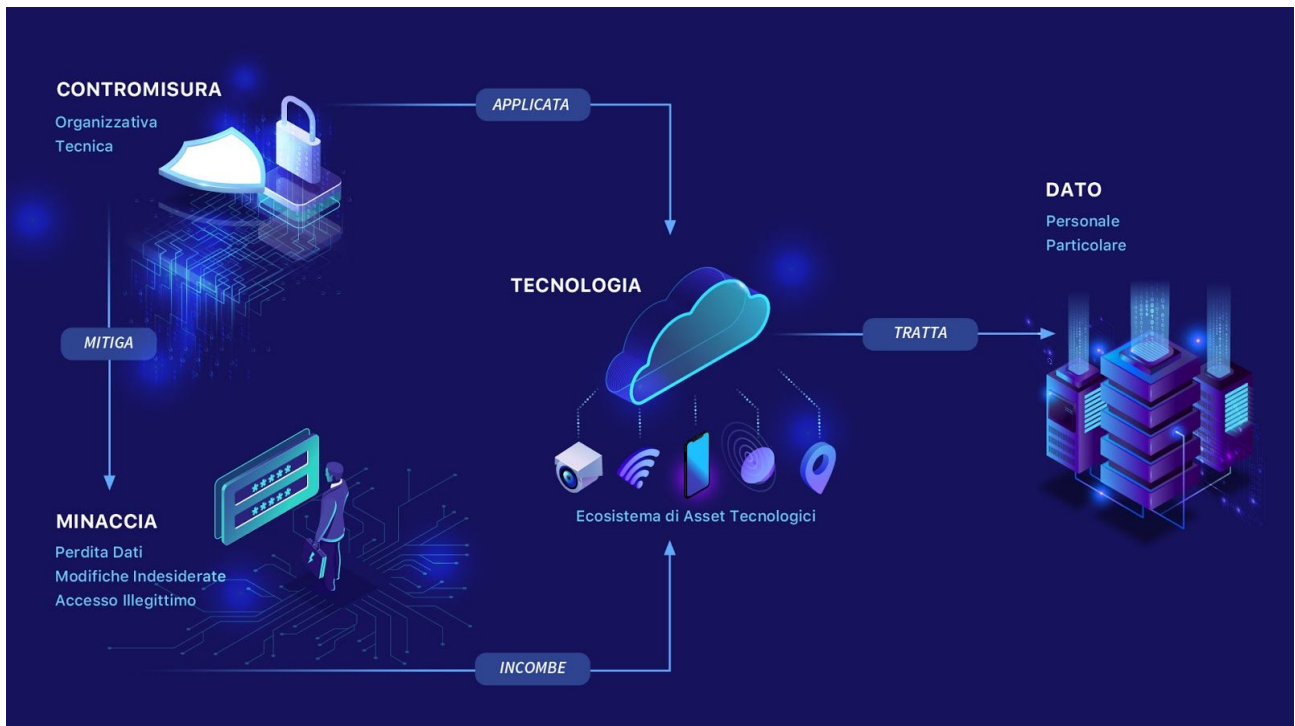 CONTROMISURA
Organizzativa
Tecnica
APPLICATA
DATO
Personale
Particolare
TECNOLOGIA
TRATTA
MITIGA
*****
*****
MINACCIA
Perdita Dati
Modifiche Indesiderate
Accesso Illegittimo
Ecosistema di Asset Tecnologici
INCOMBE